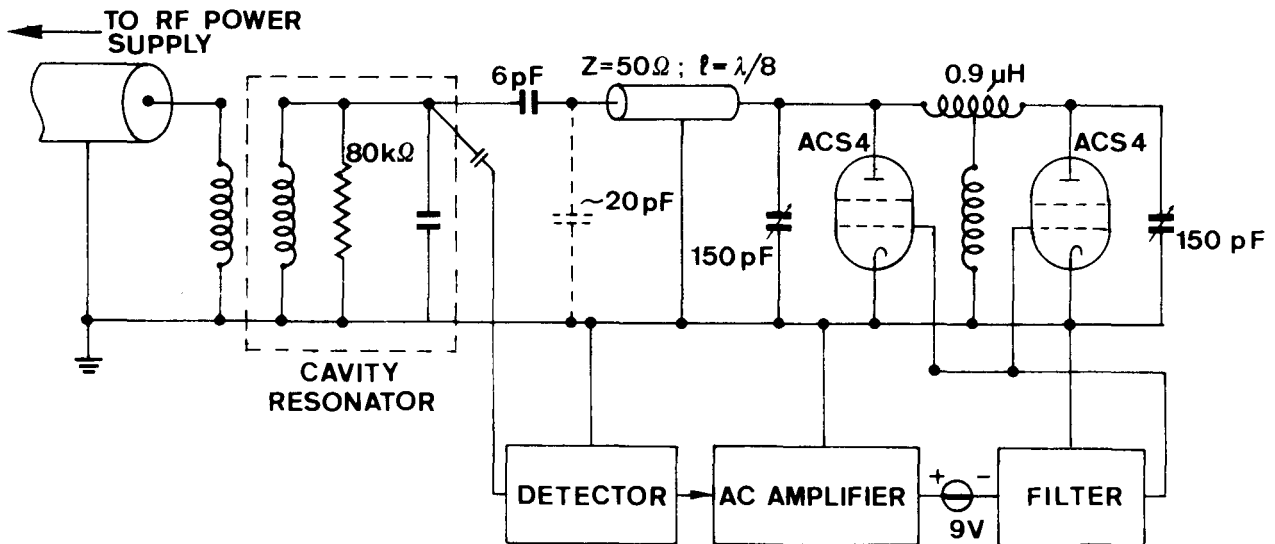 TO RF POWER
SUPPLY
6pF
Z=50Ω ; ℓ=λ/8
0.9 μH
80kΩ
ACS4
ACS4
~20pF
150pF
150 pF
CAVITY
RESONATOR
DETECTOR
AC AMPLIFIER
+ -
9V
FILTER